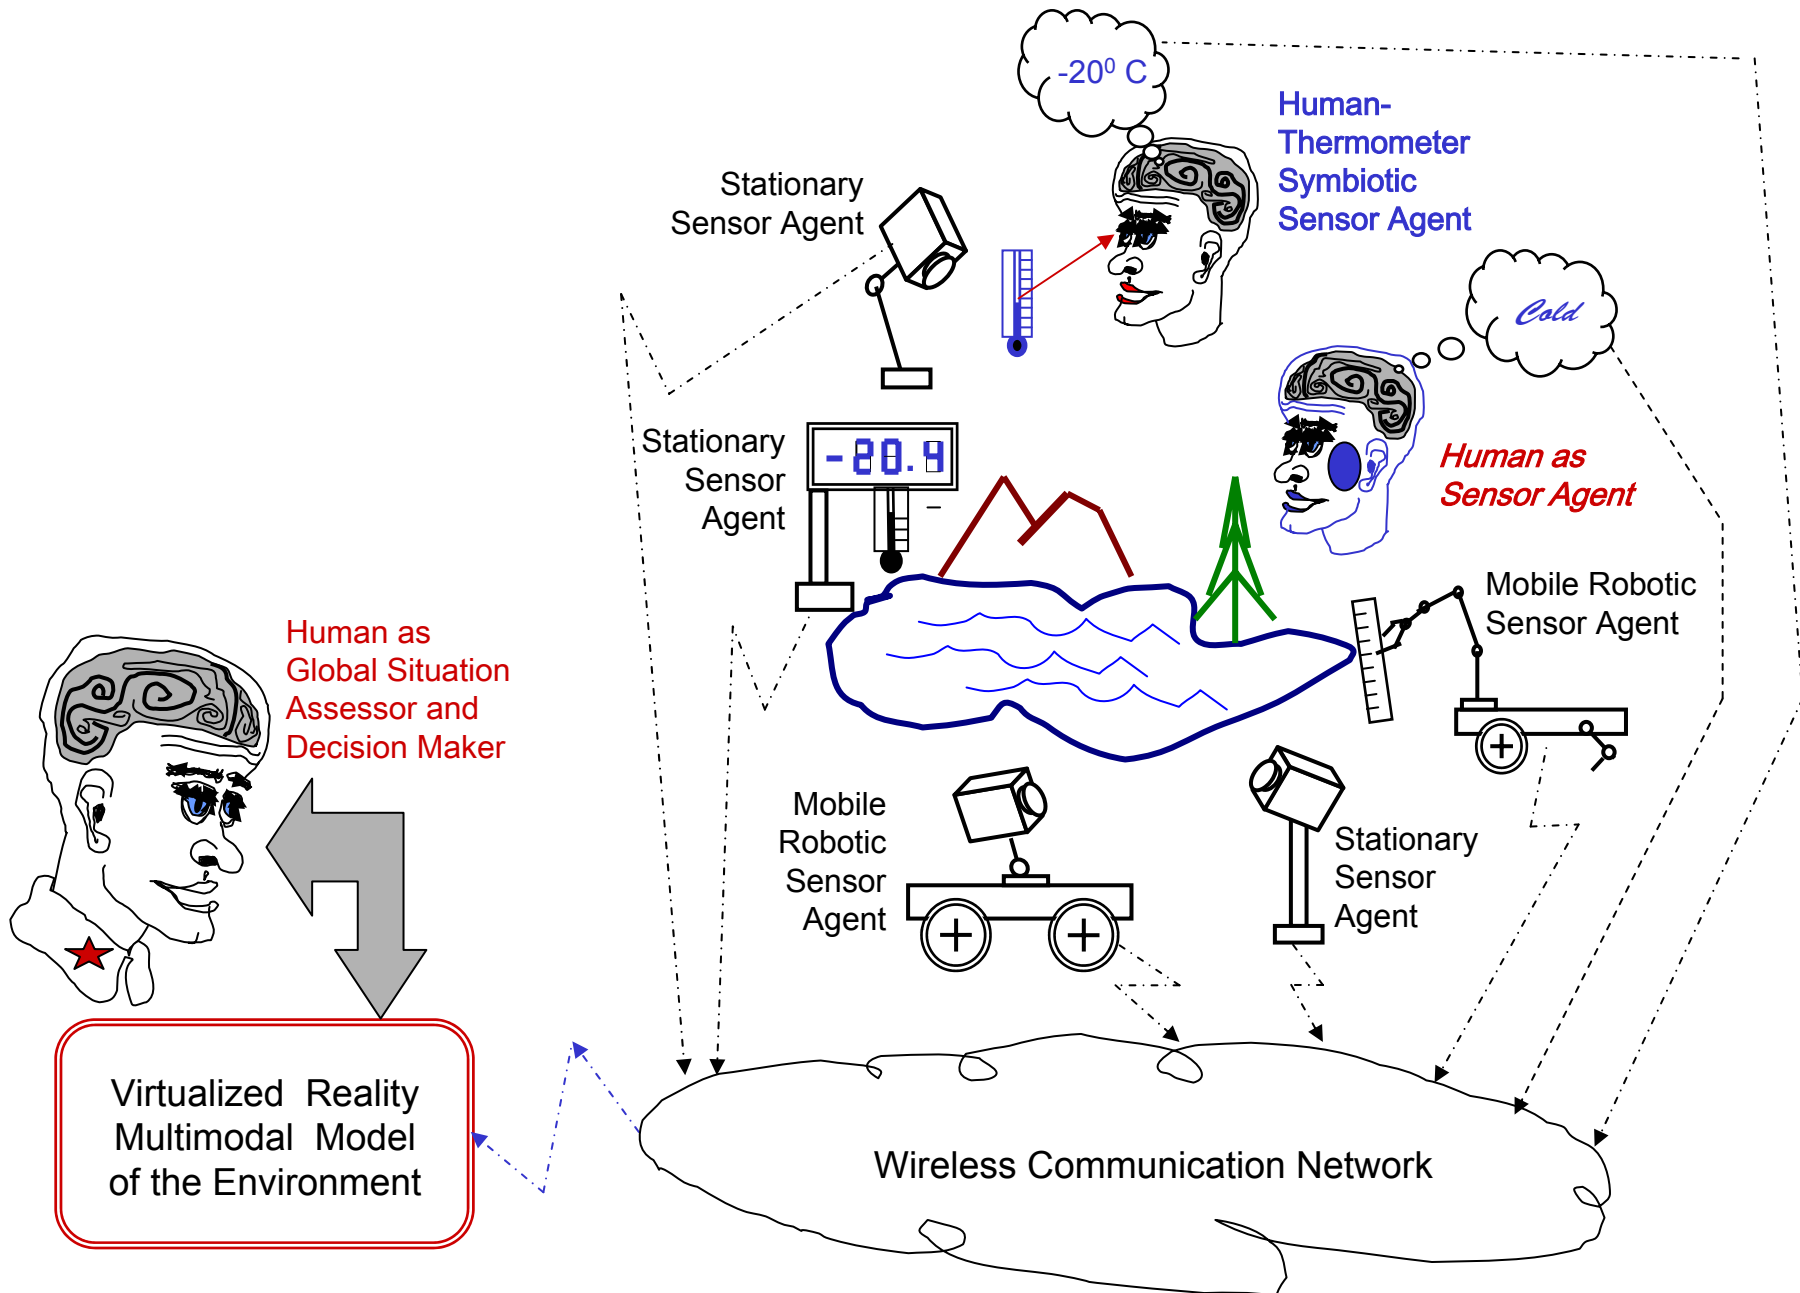 -20⁰ C
Human-
Thermometer
Symbiotic
Sensor Agent
Stationary
Sensor Agent
Cold
Stationary
Sensor
Agent
-20.4
Human as
Sensor Agent
Mobile Robotic
Sensor Agent
Human as
Global Situation
Assessor and
Decision Maker
Mobile
Robotic
Sensor
Agent
Stationary
Sensor
Agent
Virtualized Reality
Multimodal Model
of the Environment
Wireless Communication Network